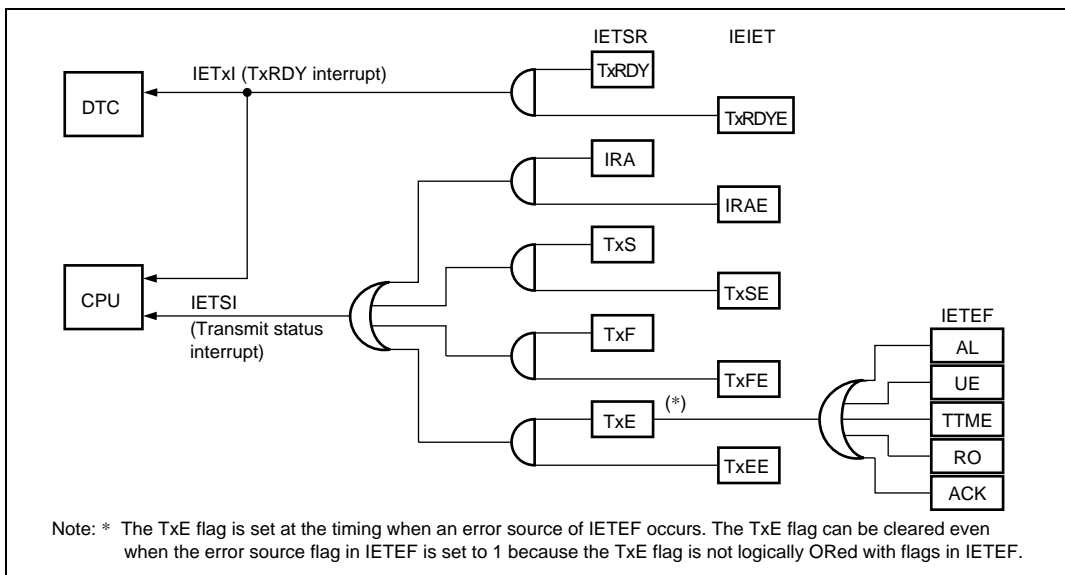 IETSR IEIET
IETxI (TxRDY interrupt)
TxRDY
DTC
TxRDYE
IRA
IRAE
TxS
CPU
TxSE
IETSI
(Transmit status
interrupt)
TxF
TxFE
IETEF
AL
UE
TxE
(*)
TTME
TxEE
RO
ACK
Note: * The TxE flag is set at the timing when an error source of IETEF occurs. The TxE flag can be cleared even
when the error source flag in IETEF is set to 1 because the TxE flag is not logically ORed with flags in IETEF.